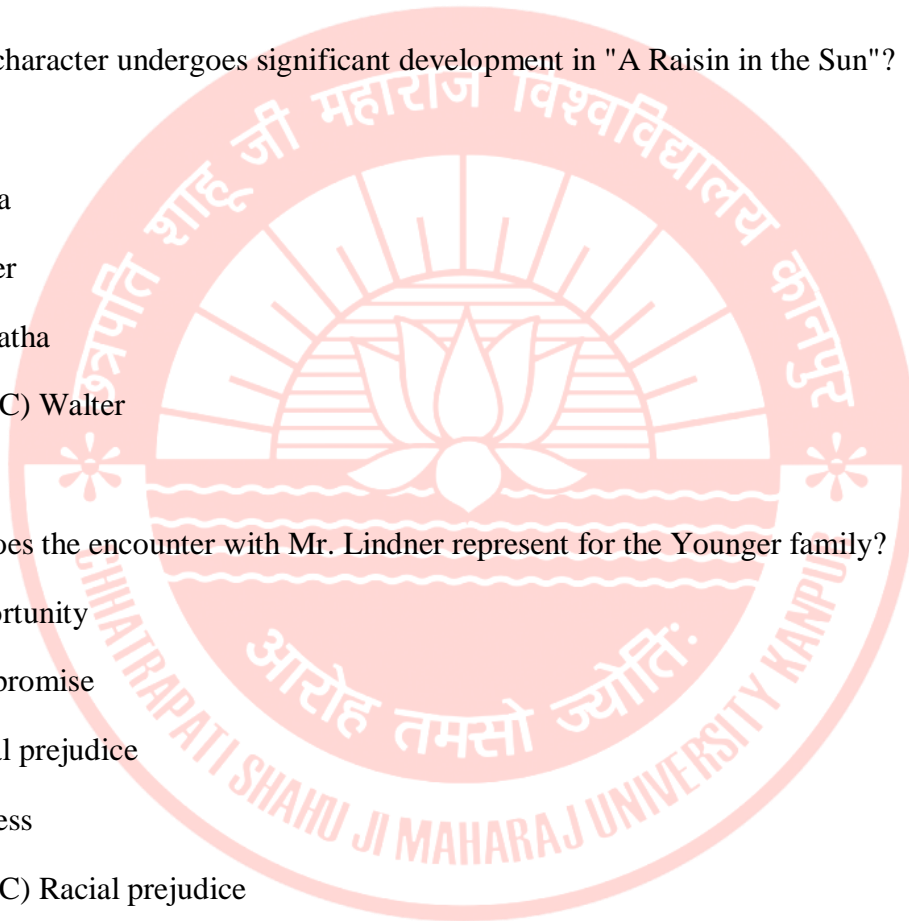 character undergoes significant development in "A Raisin in the Sun"?
a
er
atha
C) Walter
oes the encounter with Mr. Lindner represent for the Younger family?
rtunity
promise
al prejudice
ess
C) Racial prejudice
छत्रपति शाहू जी महाराज विश्वविद्यालय कानपुर
आरोह तमसो ज्योतिः
CHHATRAPATI SHAHU JI MAHARAJ UNIVERSITY KANPUR